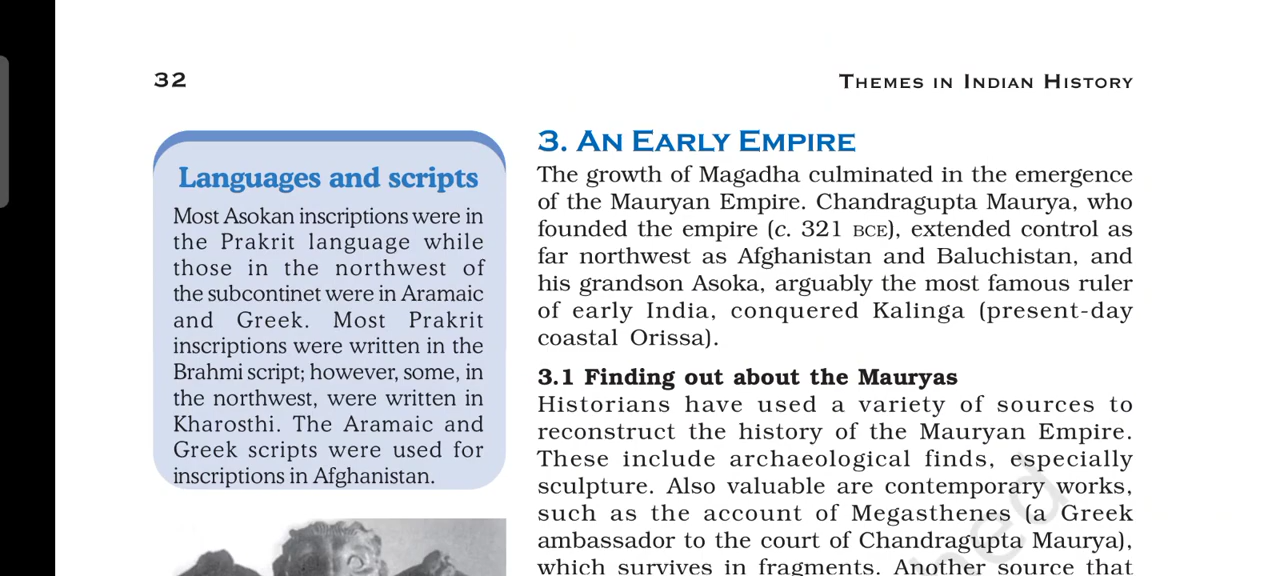 32
THEMES IN INDIAN HISTORY
Languages and scripts
Most Asokan inscriptions were in
the Prakrit language while
those in the northwest of
the subcontinet were in Aramaic
and Greek. Most Prakrit
inscriptions were written in the
Brahmi script; however, some, in
the northwest, were written in
Kharosthi. The Aramaic and
Greek scripts were used for
inscriptions in Afghanistan.
3. AN EARLY EMPIRE
The growth of Magadha culminated in the emergence
of the Mauryan Empire. Chandragupta Maurya, who
founded the empire (c. 321 BCE), extended control as
far northwest as Afghanistan and Baluchistan, and
his grandson Asoka, arguably the most famous ruler
of early India, conquered Kalinga (present-day
coastal Orissa).
3.1 Finding out about the Mauryas
Historians have used a variety of sources to
reconstruct the history of the Mauryan Empire.
These include archaeological finds, especially
sculpture. Also valuable are contemporary works,
such as the account of Megasthenes (a Greek
ambassador to the court of Chandragupta Maurya),
which survives in fragments. Another source that